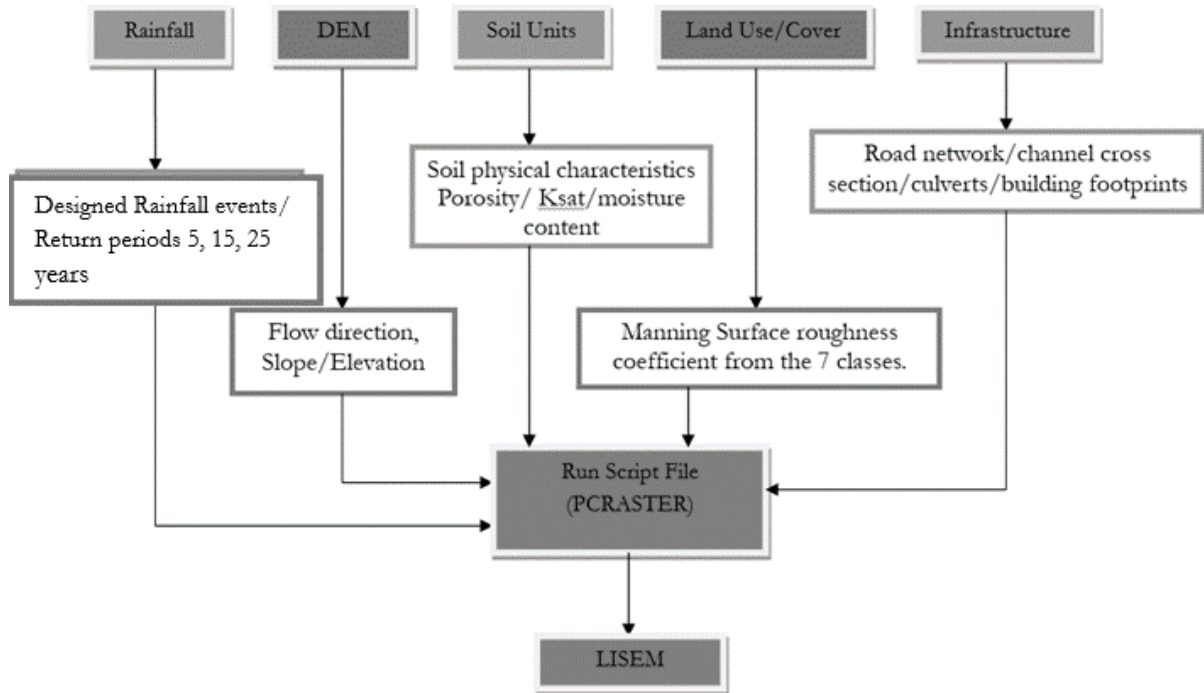 Rainfall
DEM
Soil Units
Land Use/Cover
Infrastructure
Designed Rainfall events/
Return periods 5, 15, 25
years
Flow direction,
Slope/Elevation
Soil physical characteristics
Porosity/ Ksat/moisture
content
Manning Surface roughness
coefficient from the 7 classes.
Road network/channel cross
section/culverts/building footprints
Run Script File
(PCRASTER)
LISEM